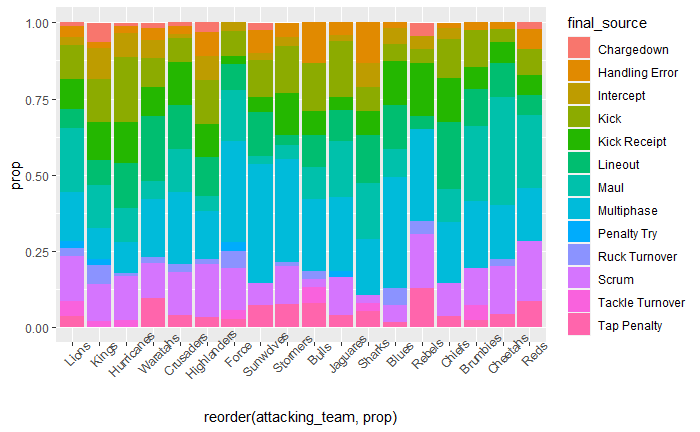 final_source
Chargedown
Handling Error
Intercept
Kick
Kick Receipt
Lineout
Maul
Multiphase
Penalty Try
Ruck Turnover
Scrum
Tackle Turnover
Tap Penalty
prop
1.00
0.75
0.50
0.25
0.00
Lions
Kings
Hurricanes
Waratahs
Crusaders
Highlanders
Force
Sunwolves
Stormers
Bulls
Jaguares
Sharks
Blues
Rebels
Chiefs
Brumbies
Cheetahs
Reds
reorder(attacking_team, prop)